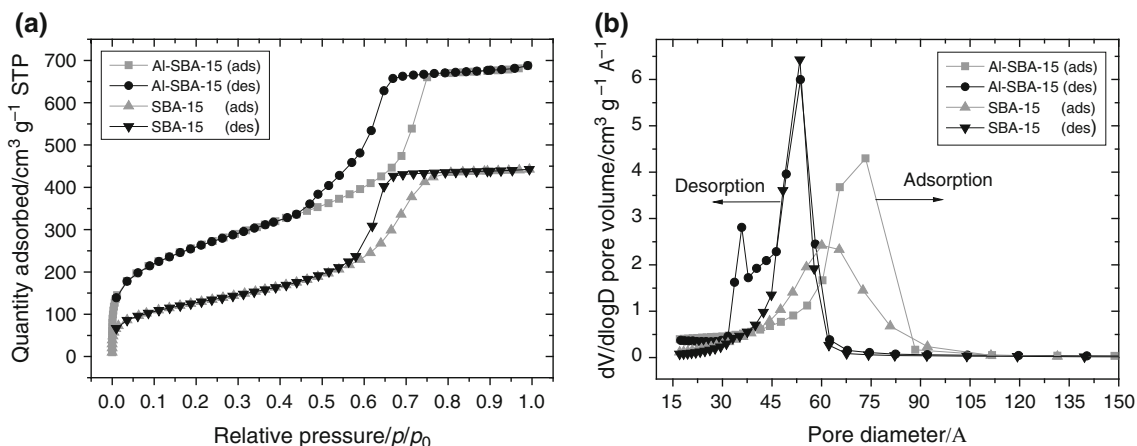 (a)
Quantity adsorbed/cm³ g⁻¹ STP
700
600
500
400
300
200
100
0
Al-SBA-15 (ads)
Al-SBA-15 (des)
SBA-15 (ads)
SBA-15 (des)
0.0 0.1 0.2 0.3 0.4 0.5 0.6 0.7 0.8 0.9 1.0
Relative pressure/p/p₀
(b)
dV/dlogD pore volume/cm³ g⁻¹ A⁻¹
6
5
4
3
2
1
0
Al-SBA-15 (ads)
Al-SBA-15 (des)
SBA-15 (ads)
SBA-15 (des)
Desorption
Adsorption
15 30 45 60 75 90 105 120 135 150
Pore diameter/A